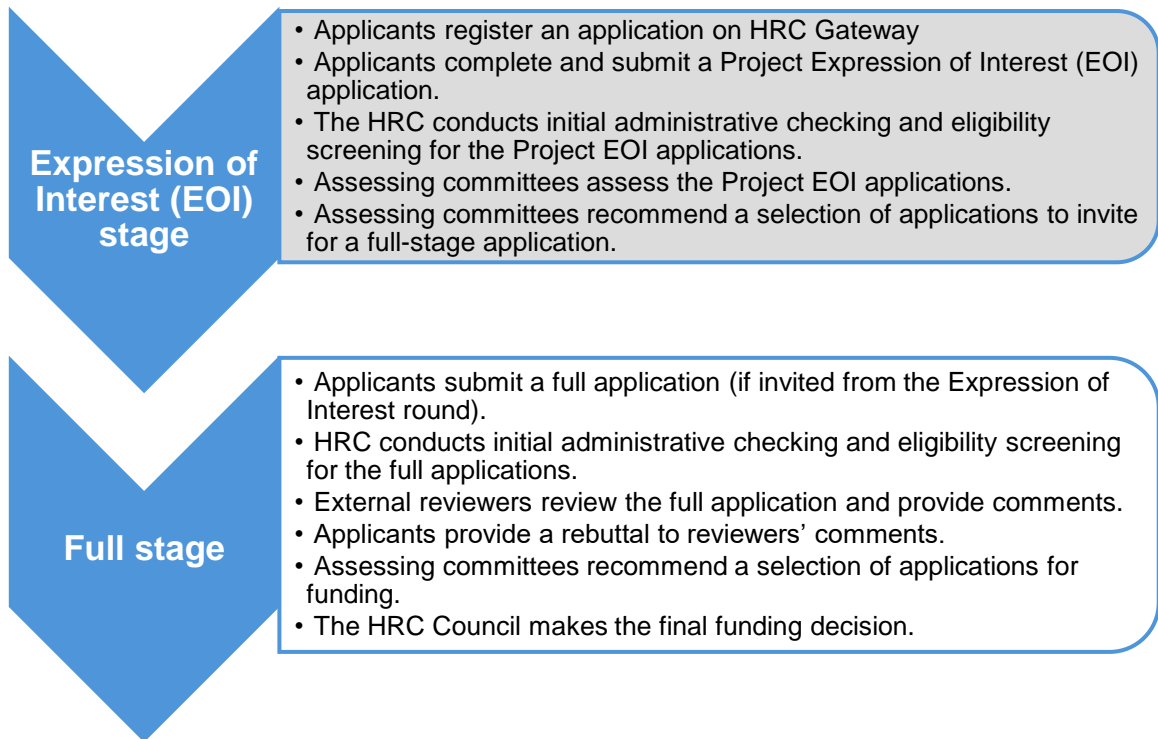 Expression of
Interest (EOI)
stage
• Applicants register an application on HRC Gateway
• Applicants complete and submit a Project Expression of Interest (EOI)
application.
• The HRC conducts initial administrative checking and eligibility
screening for the Project EOI applications.
• Assessing committees assess the Project EOI applications.
• Assessing committees recommend a selection of applications to invite
for a full-stage application.
Full stage
• Applicants submit a full application (if invited from the Expression of
Interest round).
• HRC conducts initial administrative checking and eligibility screening
for the full applications.
• External reviewers review the full application and provide comments.
• Applicants provide a rebuttal to reviewers’ comments.
• Assessing committees recommend a selection of applications for
funding.
• The HRC Council makes the final funding decision.